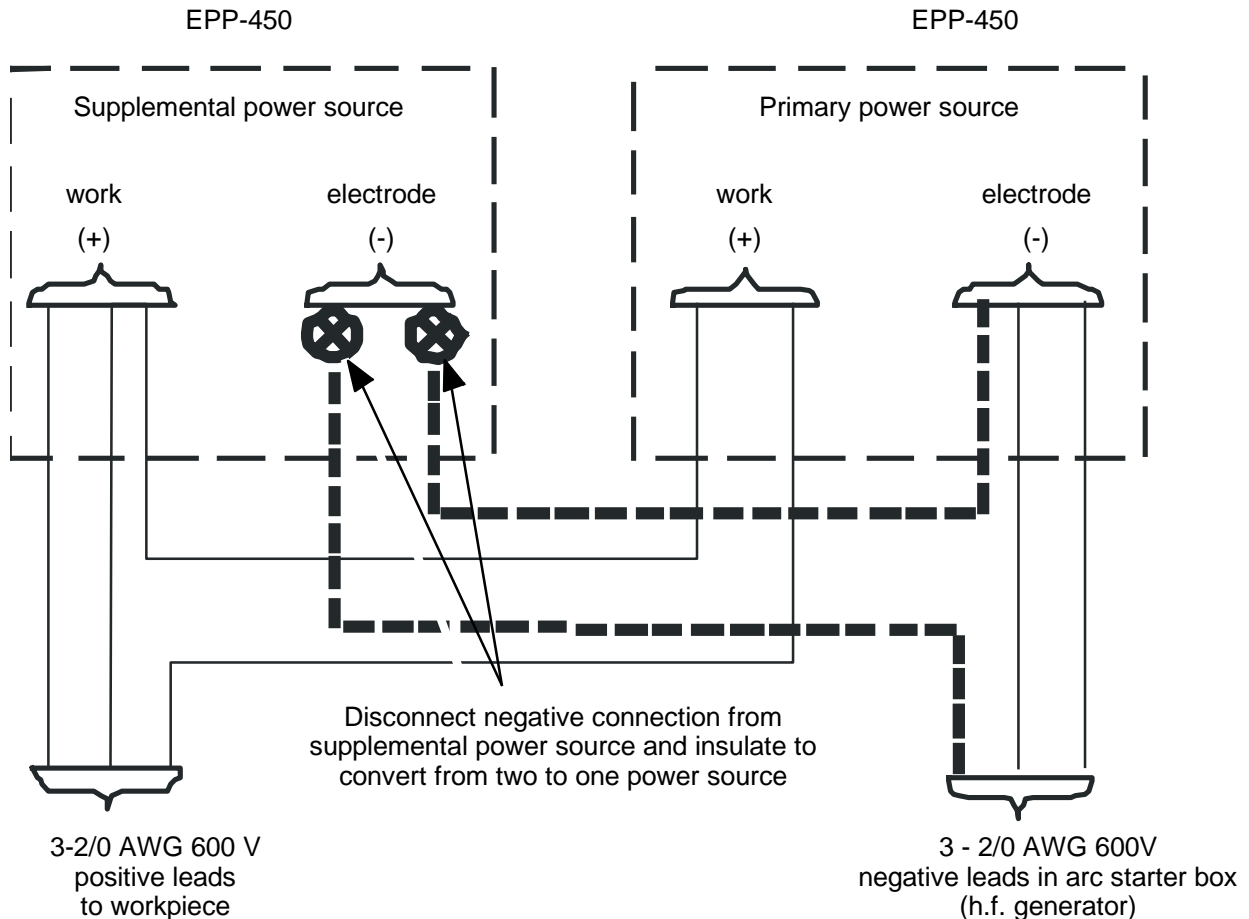 EPP-450
EPP-450
Supplemental power source
Primary power source
work
electrode
work
electrode
(+)
(-)
(+)
(-)
Disconnect negative connection from
supplemental power source and insulate to
convert from two to one power source
3-2/0 AWG 600 V
positive leads
to workpiece
3 - 2/0 AWG 600V
negative leads in arc starter box
(h.f. generator)